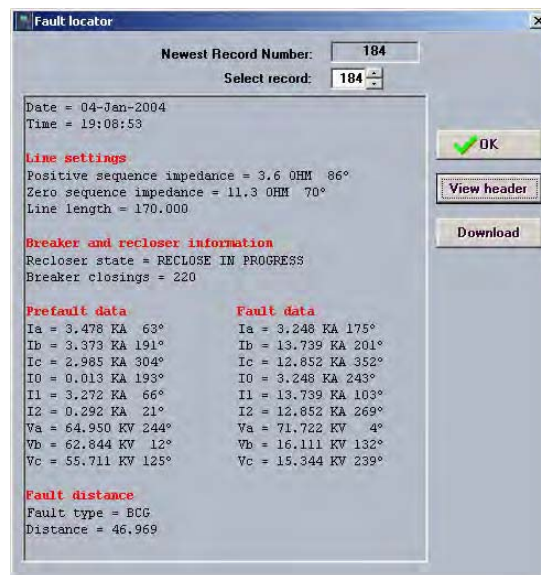 Fault locator
Newest Record Number: 184
Select record: 184
Date = 04-Jan-2004
Time = 19:08:53
OK
Line settings
Positive sequence impedance = 3.6 OHM 86°
View header
Zero sequence impedance = 11.3 OHM 70°
Line length = 170.000
Download
Breaker and recloser information
Recloser state = RECLOSE IN PROGRESS
Breaker closings = 220
Prefault data Fault data
Ia = 3.478 KA 63° Ia = 3.248 KA 175°
Ib = 3.373 KA 191° Ib = 13.739 KA 201°
Ic = 2.985 KA 304° Ic = 12.852 KA 352°
I0 = 0.013 KA 193° I0 = 3.248 KA 243°
I1 = 3.272 KA 66° I1 = 13.739 KA 103°
I2 = 0.292 KA 21° I2 = 12.852 KA 269°
Va = 64.950 KV 244° Va = 71.722 KV 4°
Vb = 62.844 KV 12° Vb = 16.111 KV 132°
Vc = 55.711 KV 125° Vc = 15.344 KV 239°
Fault distance
Fault type = BCG
Distance = 46.969